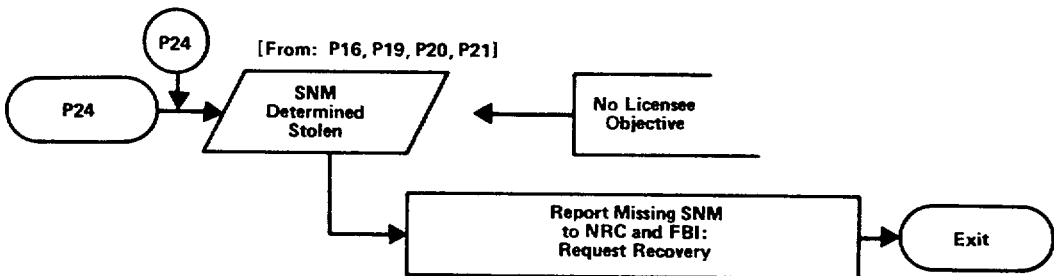 P24
[From: P16, P19, P20, P21]
P24
SNM
Determined
Stolen
No Licensee
Objective
Report Missing SNM
to NRC and FBI:
Request Recovery
Exit